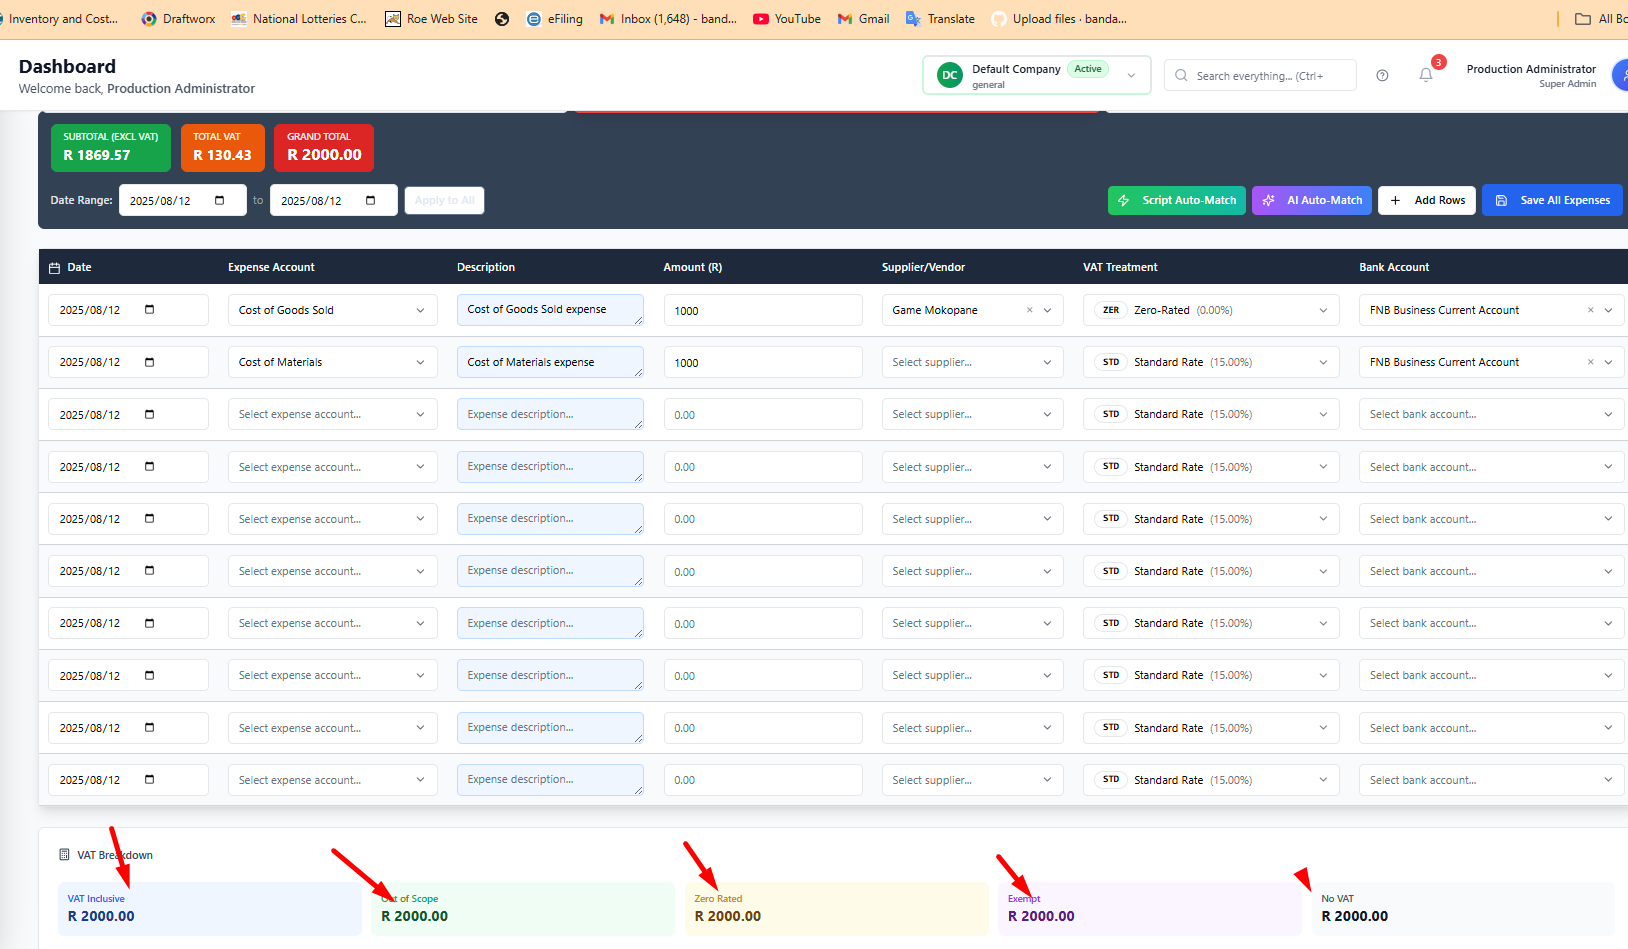 Inventory and Cost...
Draftworx
National Lotteries C...
Roe Web Site
eFiling
Inbox (1,648) - band...
YouTube
Gmail
Translate
Upload files · banda...
All Bo
Dashboard
Welcome back, Production Administrator
DC
Default Company
Active
general
Search everything... (Ctrl+
3
Production Administrator
Super Admin
SUBTOTAL (EXCL VAT)
R 1869.57
TOTAL VAT
R 130.43
GRAND TOTAL
R 2000.00
Date Range: 2025/08/12 to 2025/08/12 Apply to All
Script Auto-Match AI Auto-Match Add Rows Save All Expenses
Date Expense Account Description Amount (R) Supplier/Vendor VAT Treatment Bank Account
2025/08/12 Cost of Goods Sold Cost of Goods Sold expense 1000 Game Mokopane × ZER Zero-Rated (0.00%) FNB Business Current Account ×
2025/08/12 Cost of Materials Cost of Materials expense 1000 Select supplier... STD Standard Rate (15.00%) FNB Business Current Account ×
2025/08/12 Select expense account... Expense description... 0.00 Select supplier... STD Standard Rate (15.00%) Select bank account...
2025/08/12 Select expense account... Expense description... 0.00 Select supplier... STD Standard Rate (15.00%) Select bank account...
2025/08/12 Select expense account... Expense description... 0.00 Select supplier... STD Standard Rate (15.00%) Select bank account...
2025/08/12 Select expense account... Expense description... 0.00 Select supplier... STD Standard Rate (15.00%) Select bank account...
2025/08/12 Select expense account... Expense description... 0.00 Select supplier... STD Standard Rate (15.00%) Select bank account...
2025/08/12 Select expense account... Expense description... 0.00 Select supplier... STD Standard Rate (15.00%) Select bank account...
2025/08/12 Select expense account... Expense description... 0.00 Select supplier... STD Standard Rate (15.00%) Select bank account...
2025/08/12 Select expense account... Expense description... 0.00 Select supplier... STD Standard Rate (15.00%) Select bank account...
VAT Breakdown
VAT Inclusive
R 2000.00
Out of Scope
R 2000.00
Zero Rated
R 2000.00
Exempt
R 2000.00
No VAT
R 2000.00